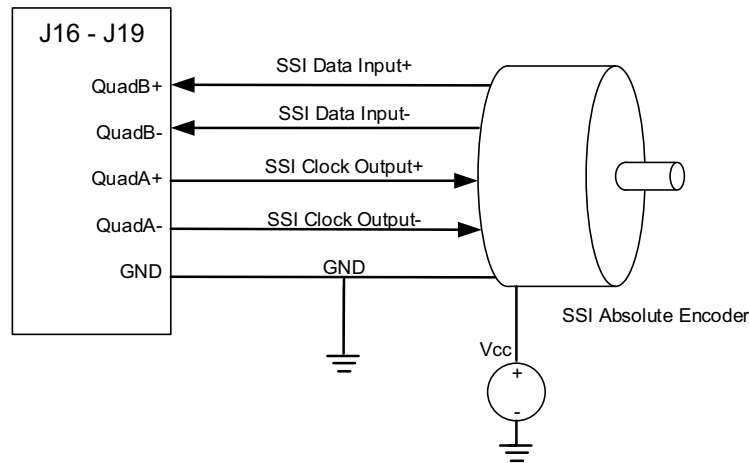 J16 - J19
QuadB+
SSI Data Input+
QuadB-
SSI Data Input-
QuadA+
SSI Clock Output+
QuadA-
SSI Clock Output-
GND
GND
SSI Absolute Encoder
Vcc
+
-